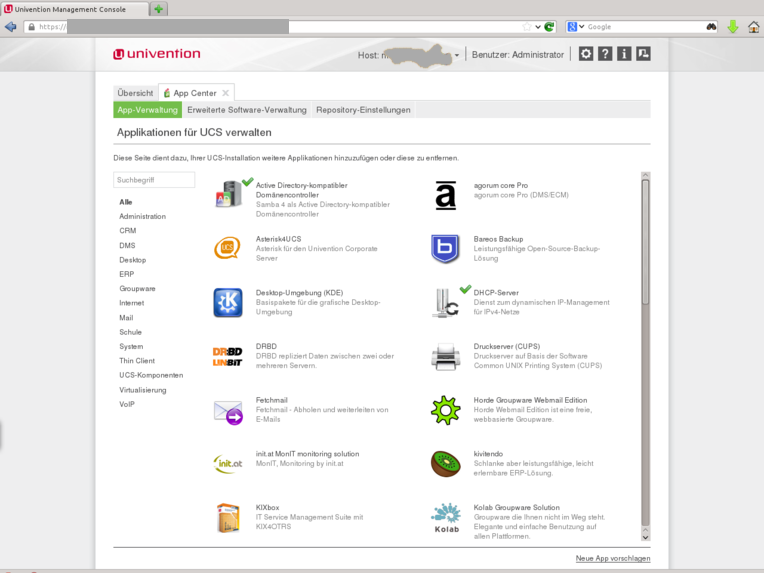 Univention Management Console
https://
Google
univention
Host: m
Benutzer: Administrator
Übersicht
App Center
App-Verwaltung
Erweiterte Software-Verwaltung
Repository-Einstellungen
Applikationen für UCS verwalten
Diese Seite dient dazu, Ihrer UCS-Installation weitere Applikationen hinzuzufügen oder diese zu entfernen.
Suchbegriff
Alle
Administration
CRM
DMS
Desktop
ERP
Groupware
Internet
Mail
Schule
System
Thin Client
UCS-Komponenten
Virtualisierung
VoIP
Active Directory-kompatibler
Domänencontroller
Samba 4 als Active Directory-kompatibler
Domänencontroller
agorum core Pro
agorum core Pro (DMS/ECM)
UCS
Asterisk4UCS
Asterisk für den Univention Corporate
Server
Bareos Backup
Leistungsfähige Open-Source-Backup-
Lösung
Desktop-Umgebung (KDE)
Basispakete für die grafische Desktop-
Umgebung
DHCP-Server
Dienst zum dynamischen IP-Management
für IPv4-Netze
DRBD
LINBIT
DRBD
DRBD repliziert Daten zwischen zwei oder
mehreren Servern.
Druckserver (CUPS)
Druckserver auf Basis der Software
Common UNIX Printing System (CUPS)
Fetchmail
Fetchmail - Abholen und weiterleiten von
E-Mails
Horde Groupware Webmail Edition
Horde Webmail Edition ist eine freie,
webbasierte Groupware.
init.at
init.at MonIT monitoring solution
MonIT, Monitoring by init.at
kivitendo
Schlanke aber leistungsfähige, leicht
erlernbare ERP-Lösung.
KIXbox
IT Service Management Suite mit
KIX4OTRS
Kolab
Kolab Groupware Solution
Groupware die Ihnen nicht im Weg steht.
Elegante und einfache Benutzung auf
allen Plattformen.
Neue App vorschlagen